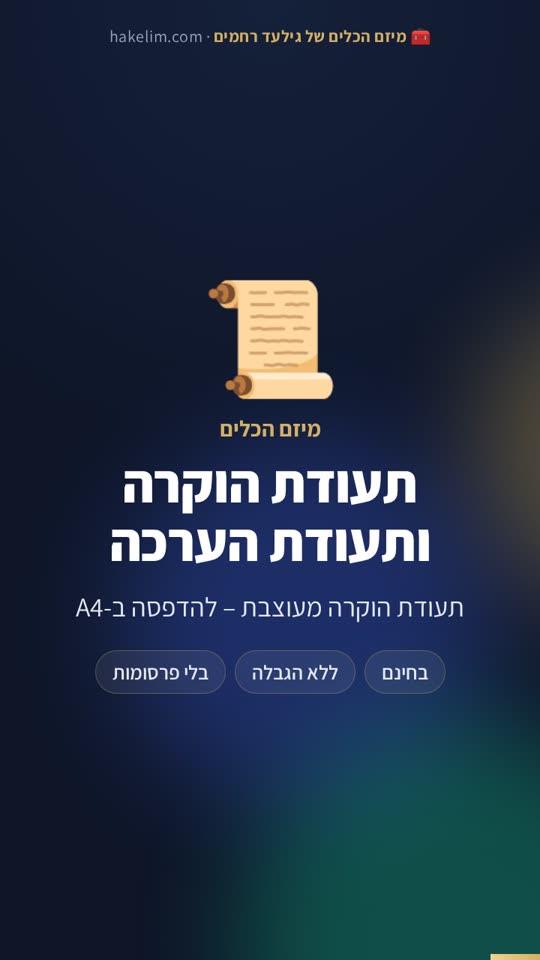 🧰 מיזם הכלים של גילעד רחמים · hakelim.com
מיזם הכלים
תעודת הוקרה
ותעודת הערכה
תעודת הוקרה מעוצבת – להדפסה ב-A4
בחינם
ללא הגבלה
בלי פרסומות